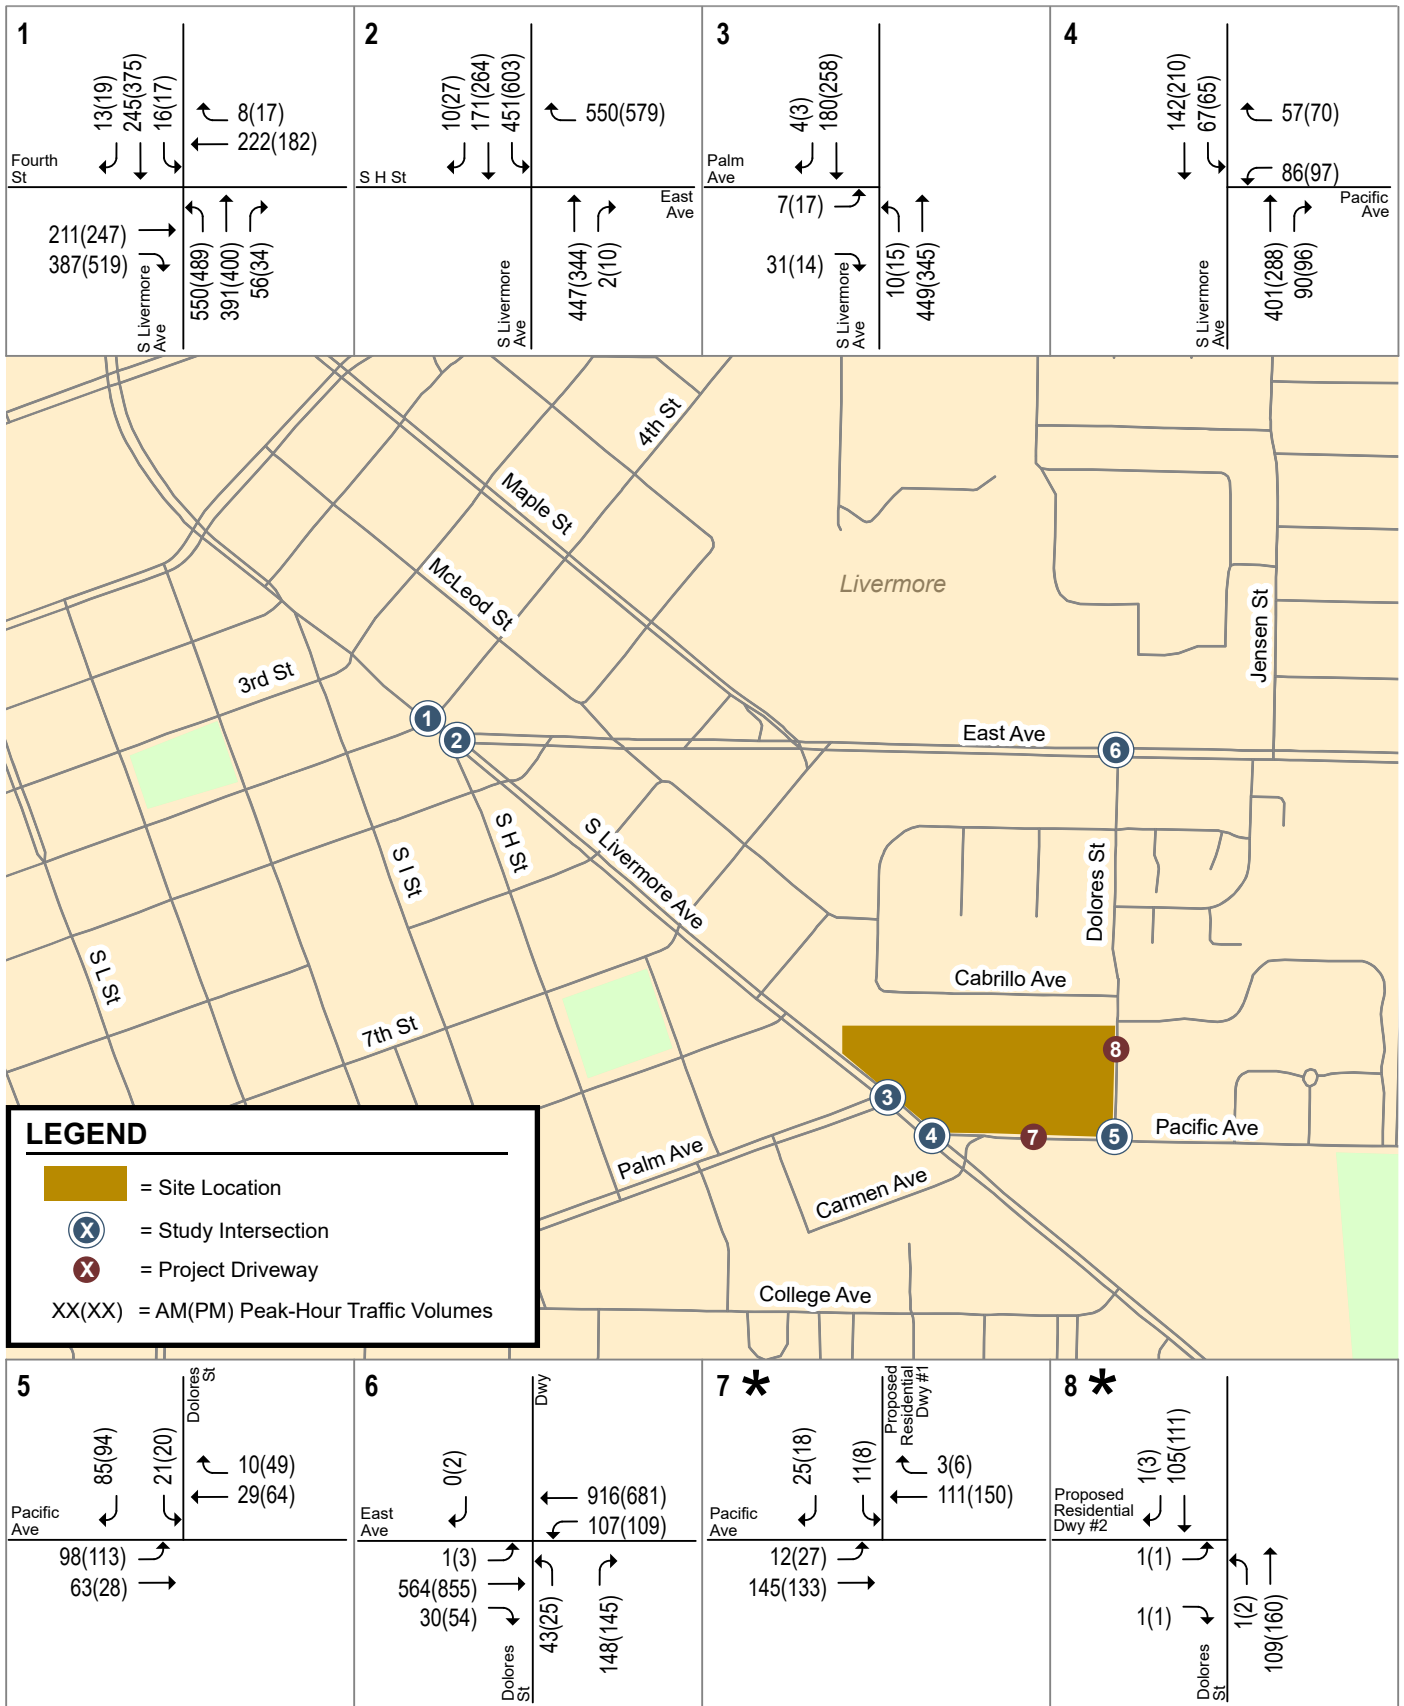 1
13(19)
245(375)
16(17)
8(17)
222(182)
Fourth
St
211(247)
387(519)
S Livermore
Ave
550(489)
391(400)
56(34)
2
10(27)
171(264)
451(603)
550(579)
S H St
East
Ave
S Livermore
Ave
447(344)
2(10)
3
4(3)
180(258)
Palm
Ave
7(17)
31(14)
S Livermore
Ave
10(15)
449(345)
4
142(210)
67(65)
57(70)
86(97)
Pacific
Ave
S Livermore
Ave
401(288)
90(96)
4th St
Maple St
McLeod St
Livermore
Jensen St
3rd St
1
2
East Ave
6
S H St
S Livermore Ave
S I St
Dolores St
S L St
Cabrillo Ave
7th St
8
3
4
7
5
Pacific Ave
Palm Ave
Carmen Ave
College Ave
LEGEND
= Site Location
X = Study Intersection
X = Project Driveway
XX(XX) = AM(PM) Peak-Hour Traffic Volumes
5
85(94)
21(20)
Dolores
St
10(49)
29(64)
Pacific
Ave
98(113)
63(28)
6
0(2)
Dwy
916(681)
107(109)
East
Ave
1(3)
564(855)
30(54)
Dolores
St
43(25)
148(145)
7 *
25(18)
11(8)
Proposed
Residential
Dwy #1
3(6)
111(150)
Pacific
Ave
12(27)
145(133)
8 *
1(3)
105(111)
Proposed
Residential
Dwy #2
1(1)
1(1)
Dolores
St
1(2)
109(160)